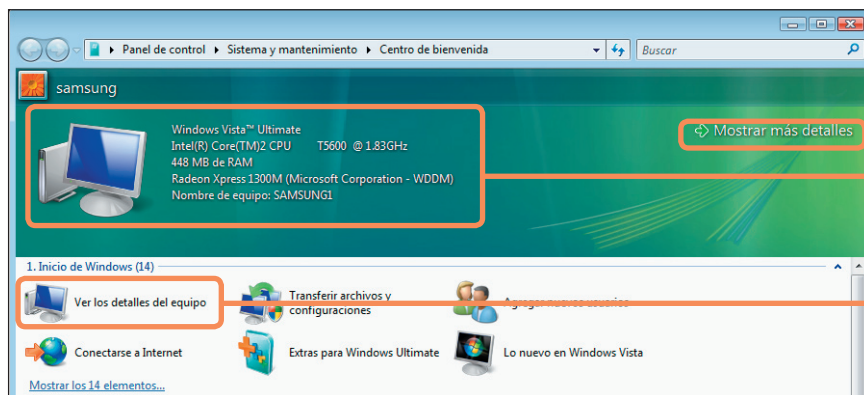 Panel de control Sistema y mantenimiento Centro de bienvenida
Buscar
samsung
Windows Vista™ Ultimate
Intel(R) Core(TM)2 CPU T5600 @ 1.83GHz
448 MB de RAM
Radeon Xpress 1300M (Microsoft Corporation - WDDM)
Nombre de equipo: SAMSUNG1
Mostrar más detalles
1. Inicio de Windows (14)
Ver los detalles del equipo
Transferir archivos y
configuraciones
Agregar nuevos usuarios
Conectarse a Internet
Extras para Windows Ultimate
Lo nuevo en Windows Vista
Mostrar los 14 elementos...